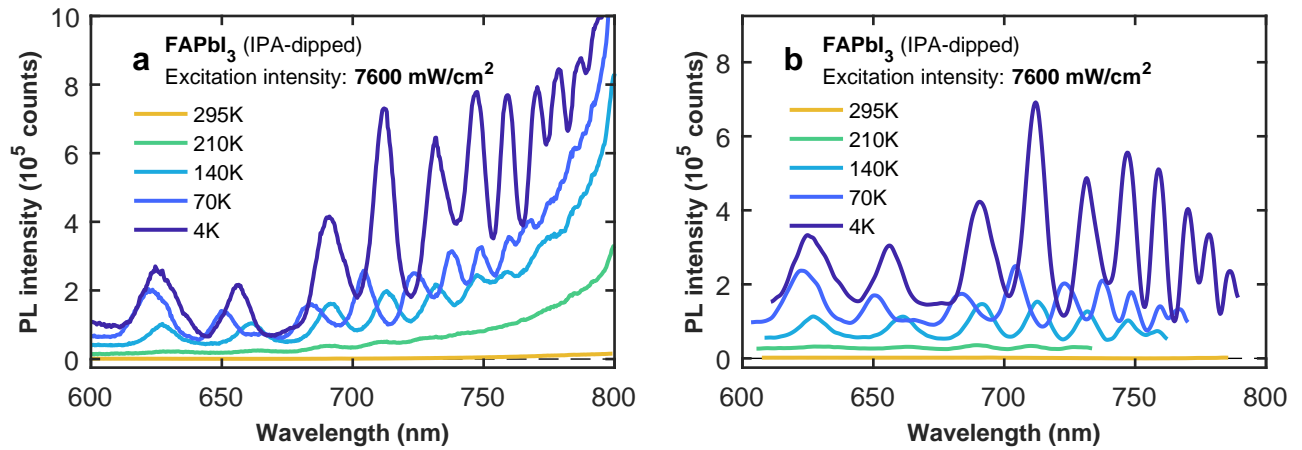 a
FAPbI3 (IPA-dipped)
Excitation intensity: 7600 mW/cm2
295K
210K
140K
70K
4K
10
8
6
4
2
0
PL intensity (10^5 counts)
600
650
700
750
800
Wavelength (nm)
b
FAPbI3 (IPA-dipped)
Excitation intensity: 7600 mW/cm2
295K
210K
140K
70K
4K
8
6
4
2
0
PL intensity (10^5 counts)
600
650
700
750
800
Wavelength (nm)